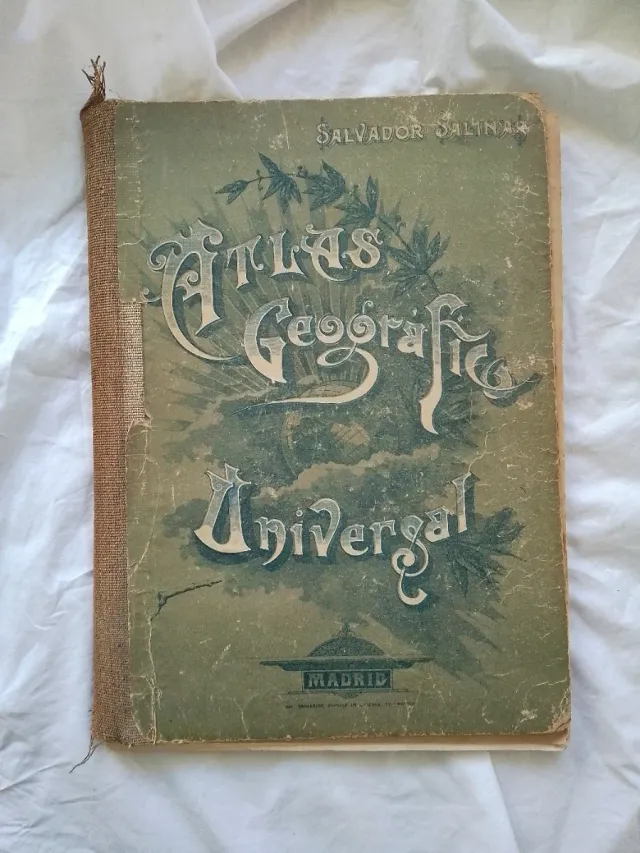 SALVADOR SALINAS
ATLAS
Geográfico
Universal
MADRID